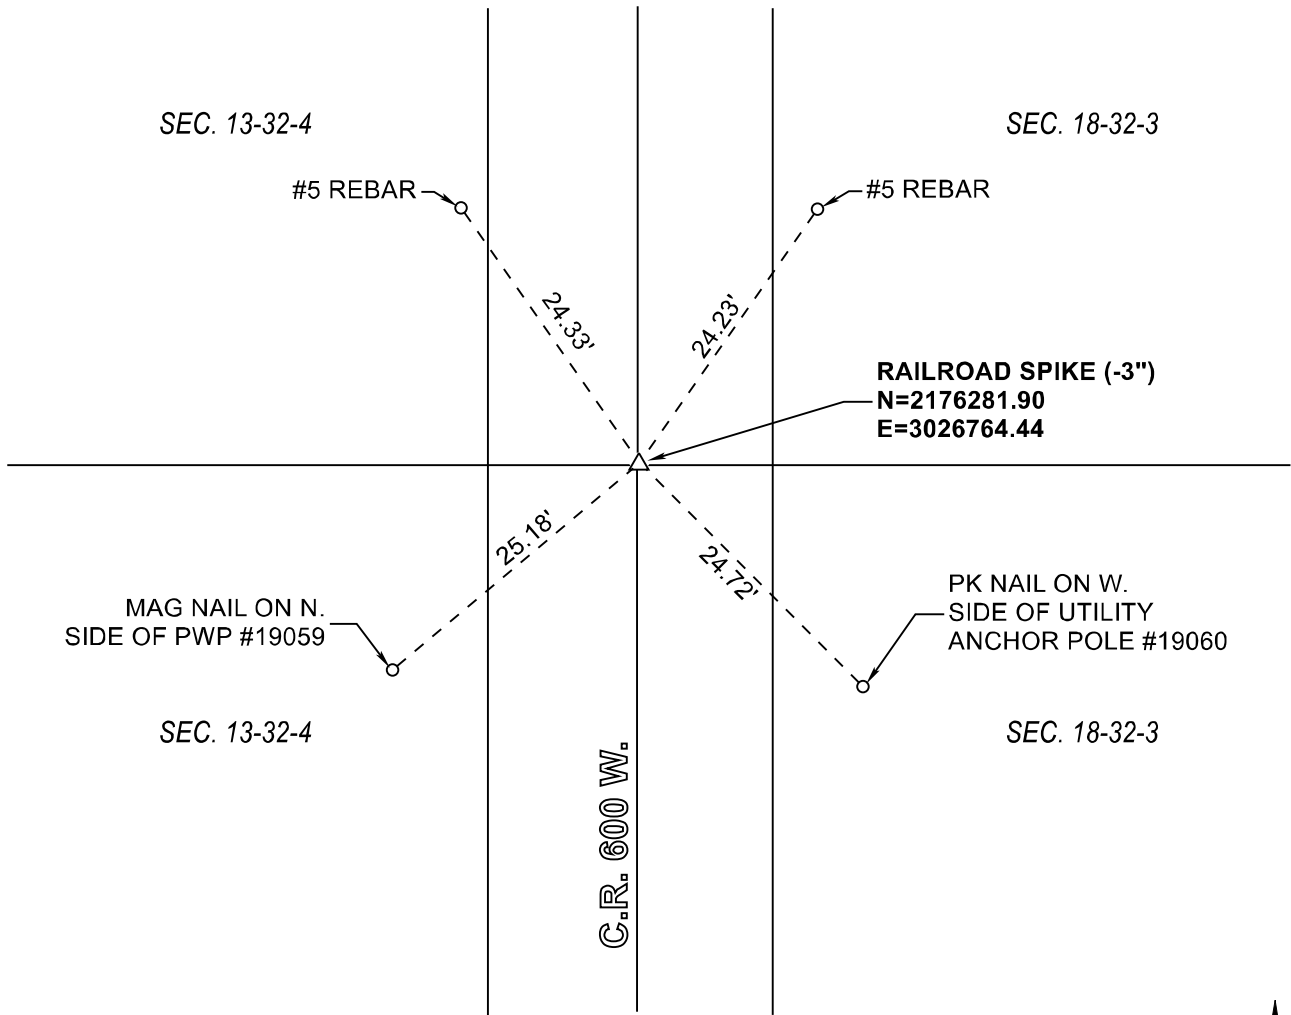 SEC. 13-32-4
SEC. 18-32-3
#5 REBAR
#5 REBAR
24.33'
24.23'
RAILROAD SPIKE (-3")
N=2176281.90
E=3026764.44
25.18'
24.72'
MAG NAIL ON N.
SIDE OF PWP #19059
PK NAIL ON W.
SIDE OF UTILITY
ANCHOR POLE #19060
SEC. 13-32-4
SEC. 18-32-3
C.R. 600 W.